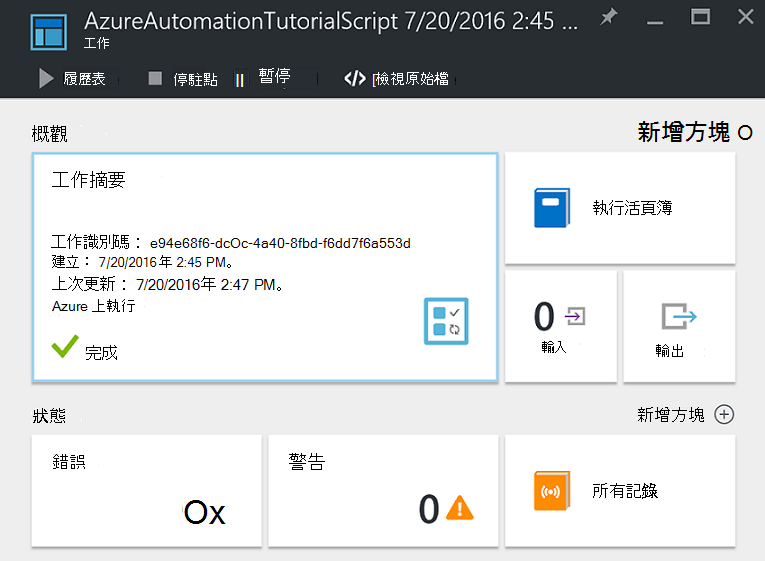 AzureAutomationTutorialScript 7/20/2016 2:45 ...
工作
履歷表 停駐點 暫停 [檢視原始檔
概觀 新增方塊 O
工作摘要
工作識別碼： e94e68f6-dcOc-4a40-8fbd-f6dd7f6a553d
建立： 7/20/2016年 2:45 PM。
上次更新： 7/20/2016年 2:47 PM。
Azure 上執行
完成
執行活頁簿
0
輸入
輸出
狀態 新增方塊
錯誤
Ox
警告
0
所有記錄